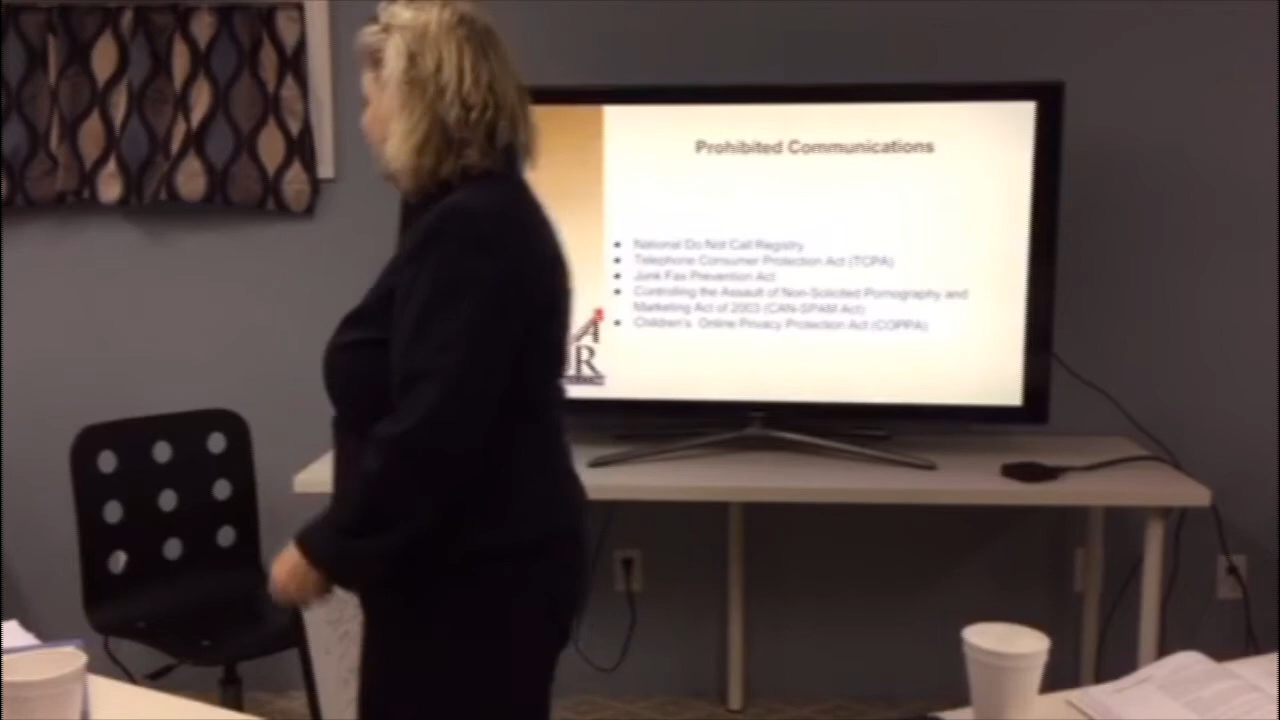 Prohibited Communications
National Do Not Call Registry
Telephone Consumer Protection Act (TCPA)
Junk Fax Prevention Act
Controlling the Assault of Non-Solicited Pornography and
Marketing Act of 2003 (CAN-SPAM Act)
Children's Online Privacy Protection Act (COPPA)
A
R